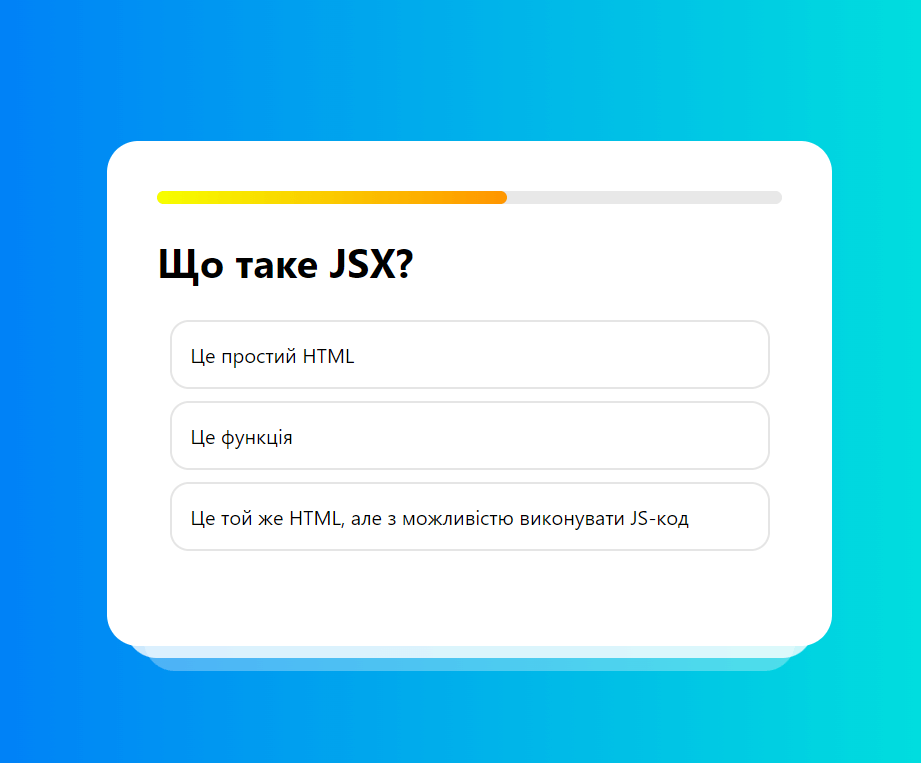 Що таке JSX?
Це простий HTML
Це функція
Це той же HTML, але з можливістю виконувати JS-код